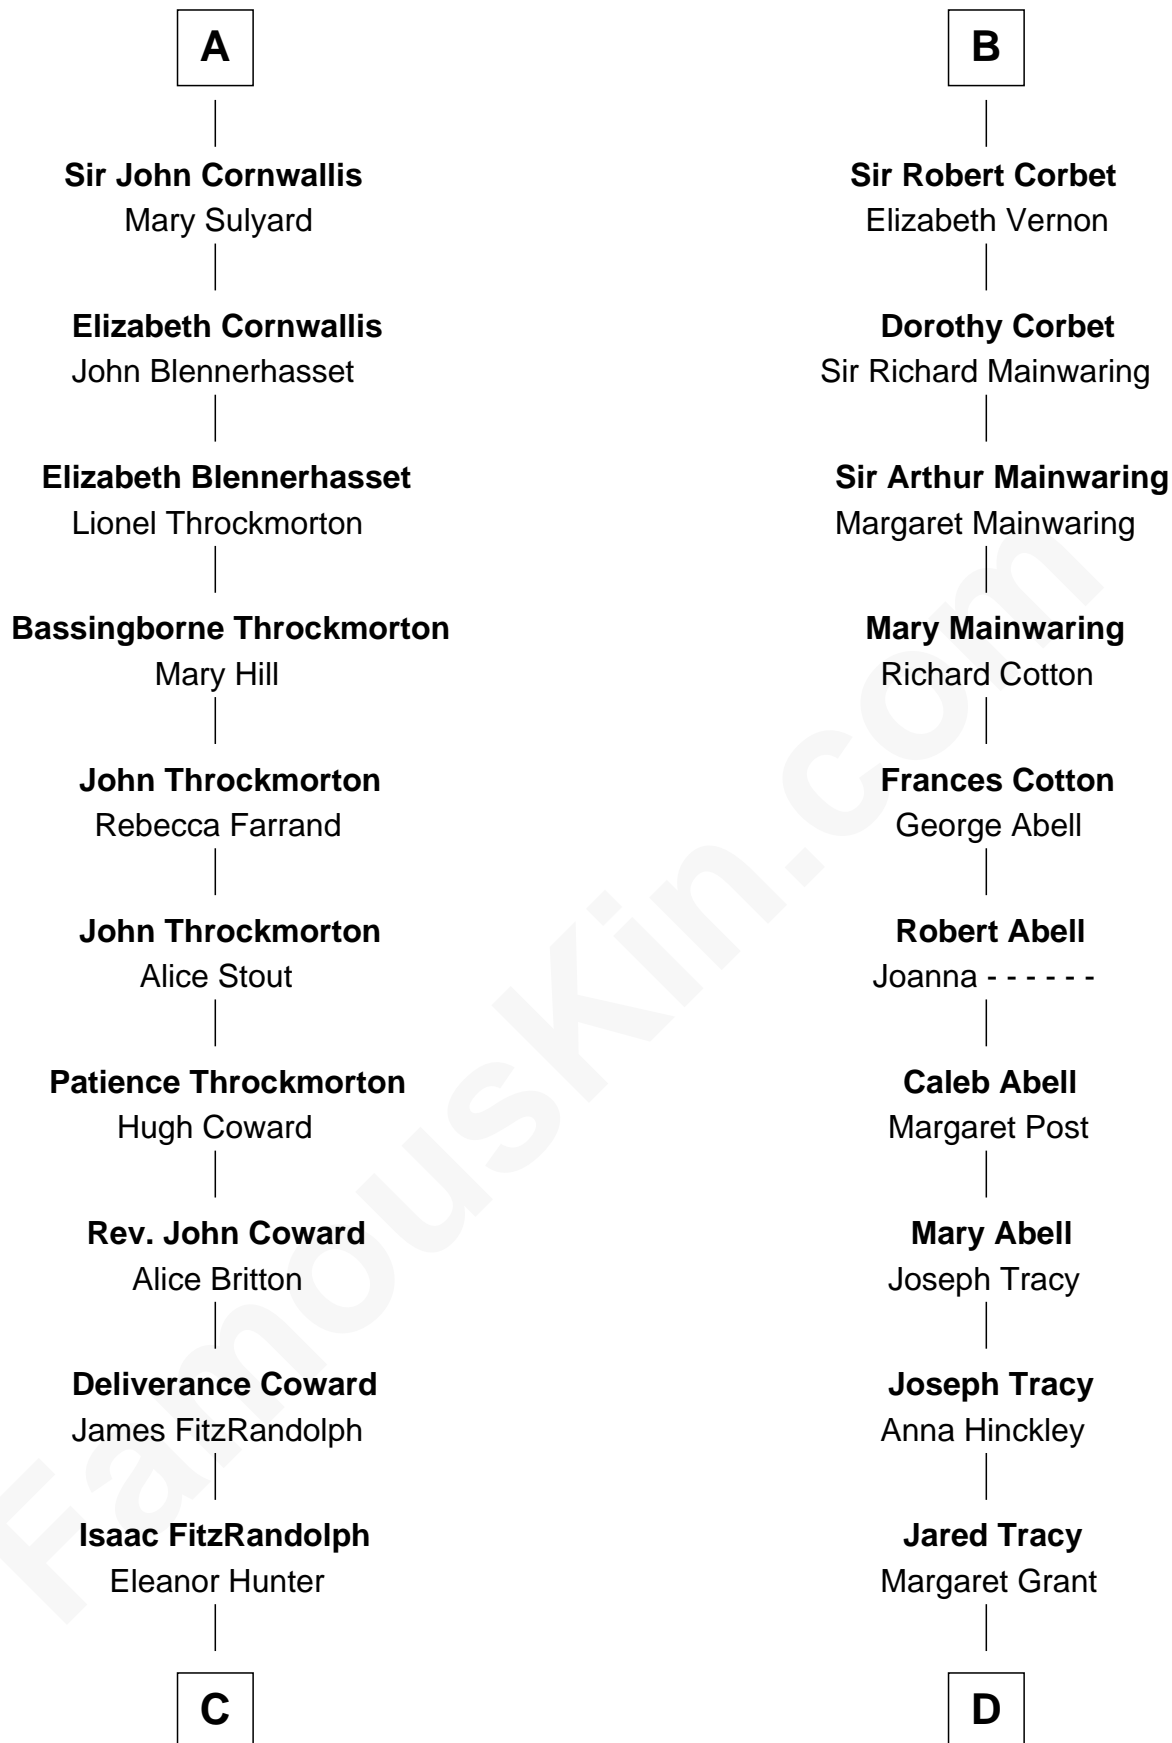 A
Sir John Cornwallis
Mary Sulyard
Elizabeth Cornwallis
John Blennerhasset
Elizabeth Blennerhasset
Lionel Throckmorton
Bassingborne Throckmorton
Mary Hill
John Throckmorton
Rebecca Farrand
John Throckmorton
Alice Stout
Patience Throckmorton
Hugh Coward
Rev. John Coward
Alice Britton
Deliverance Coward
James FitzRandolph
Isaac FitzRandolph
Eleanor Hunter
C
B
Sir Robert Corbet
Elizabeth Vernon
Dorothy Corbet
Sir Richard Mainwaring
Sir Arthur Mainwaring
Margaret Mainwaring
Mary Mainwaring
Richard Cotton
Frances Cotton
George Abell
Robert Abell
Joanna - - - - - -
Caleb Abell
Margaret Post
Mary Abell
Joseph Tracy
Joseph Tracy
Anna Hinckley
Jared Tracy
Margaret Grant
D
FamousKin.com